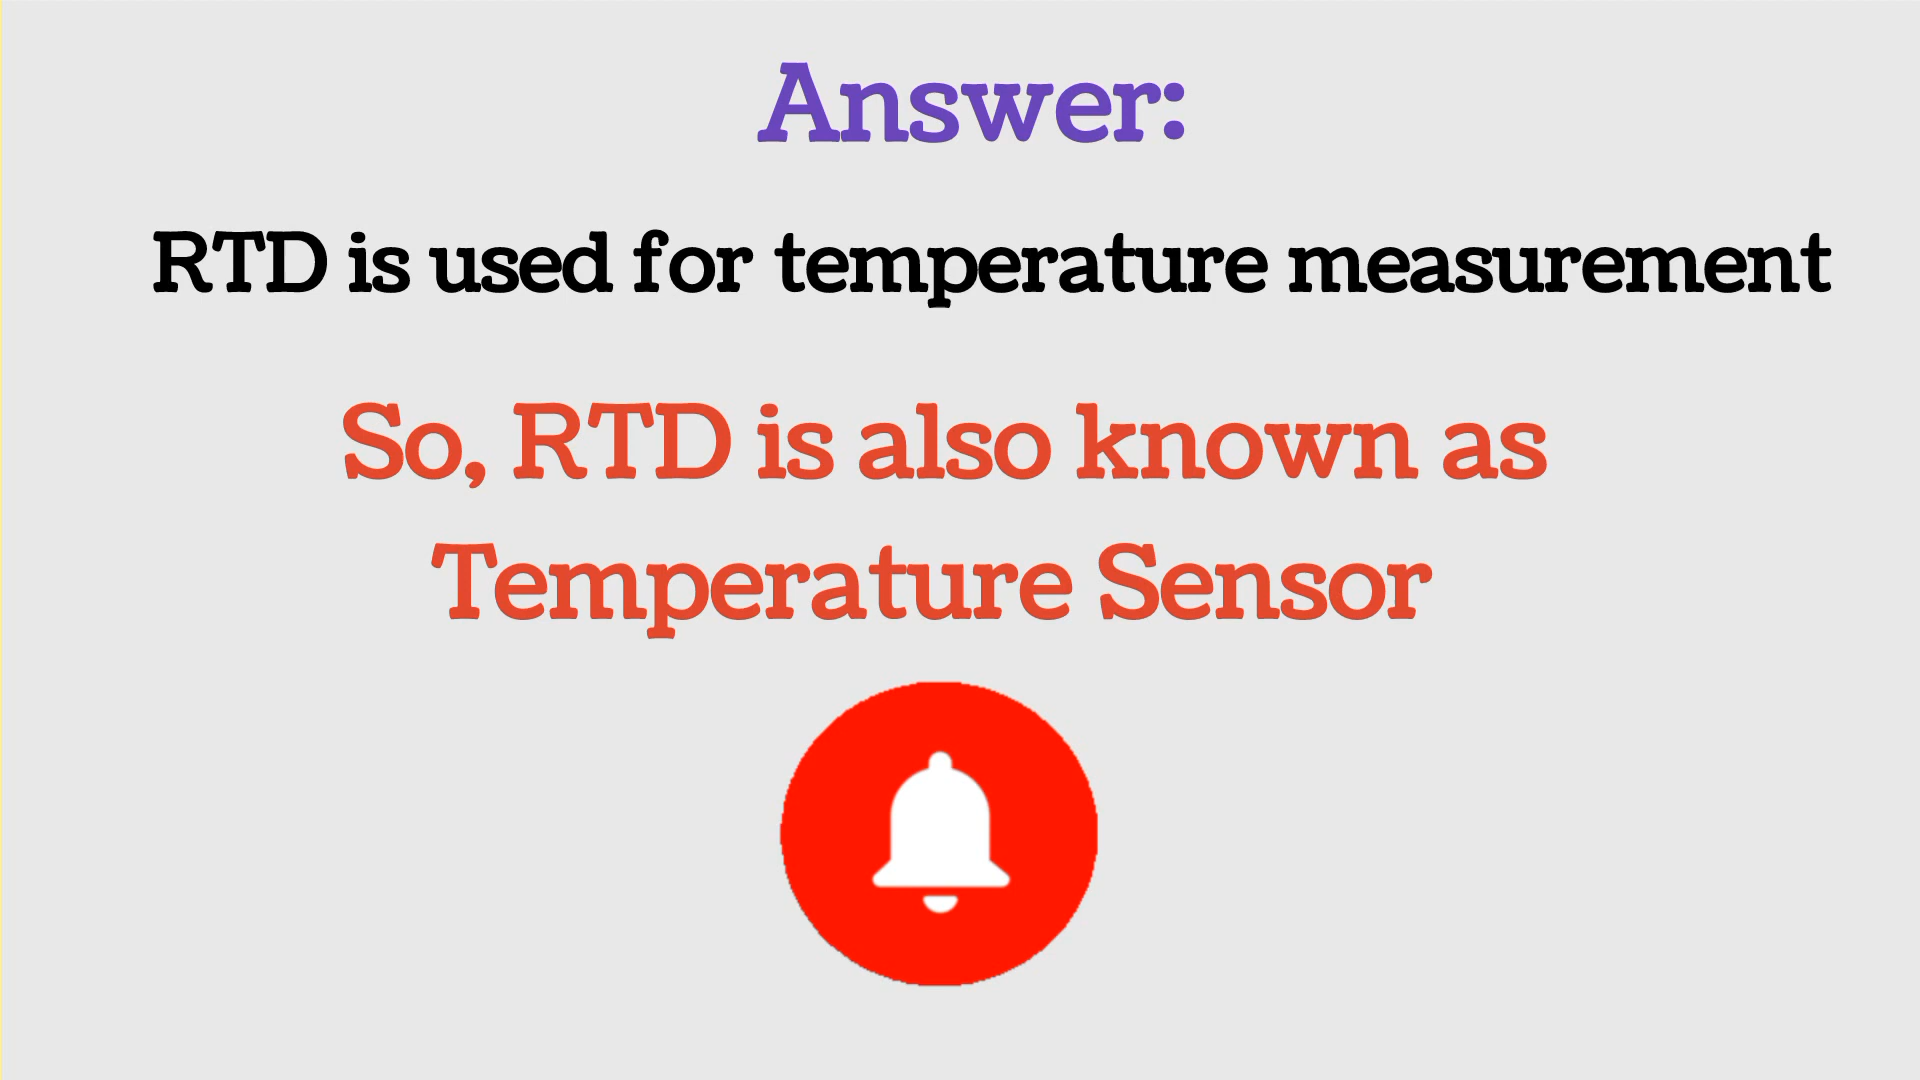 Answer:
RTD is used for temperature measurement
So, RTD is also known as
Temperature Sensor